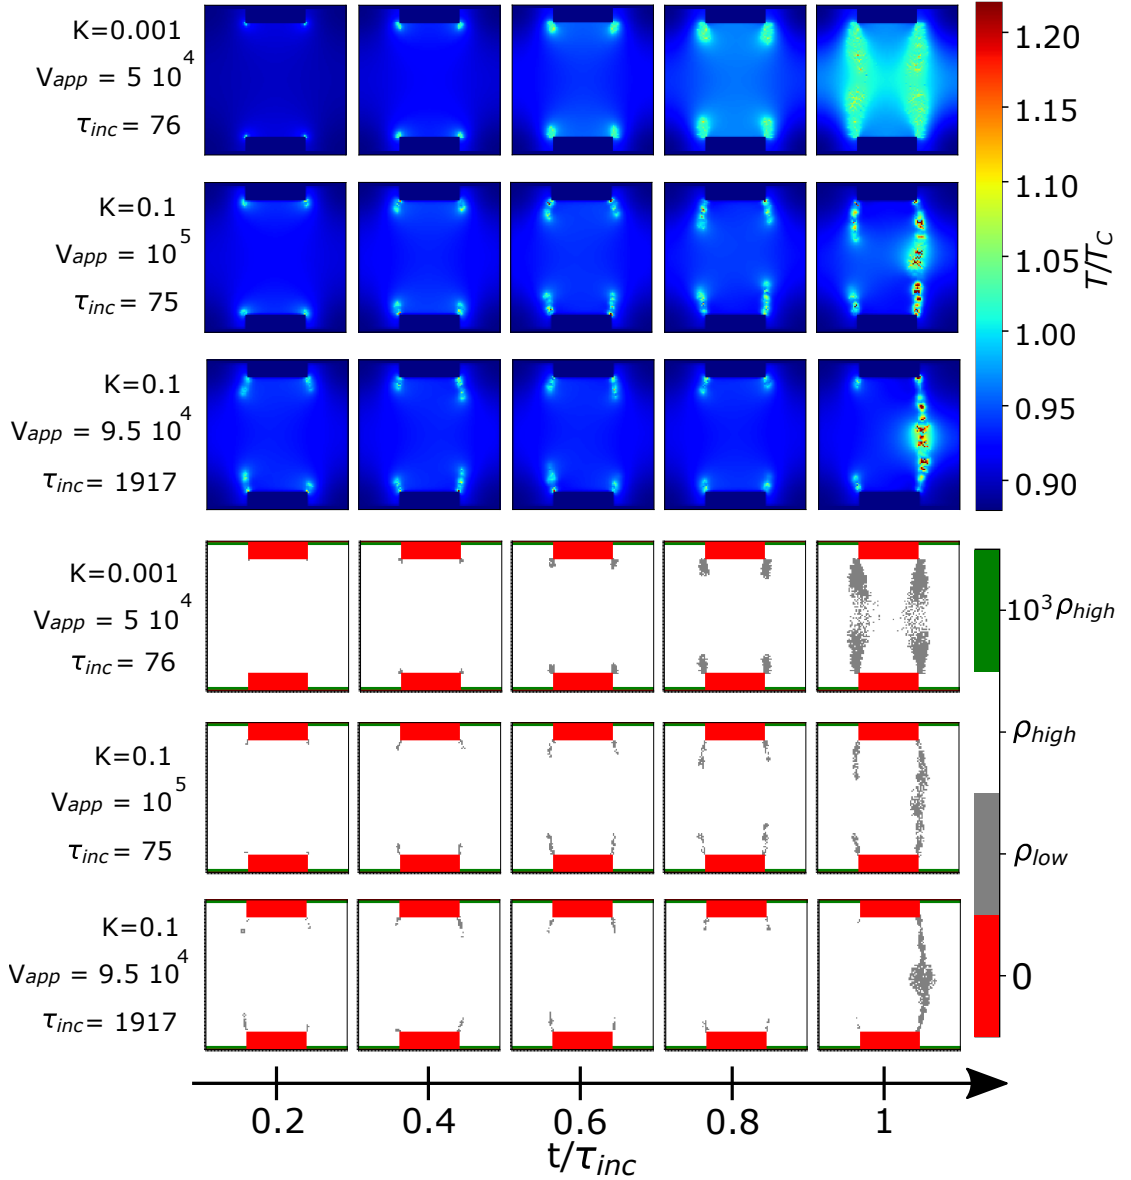 K=0.001
Vapp = 5 10^4
τinc = 76
K=0.1
Vapp = 10^5
τinc = 75
K=0.1
Vapp = 9.5 10^4
τinc = 1917
1.20
1.15
1.10
1.05
1.00
0.95
0.90
T/TC
K=0.001
Vapp = 5 10^4
τinc = 76
K=0.1
Vapp = 10^5
τinc = 75
K=0.1
Vapp = 9.5 10^4
τinc = 1917
10^3 ρhigh
ρhigh
ρlow
0
0.2 0.4 0.6 0.8 1
t/τinc